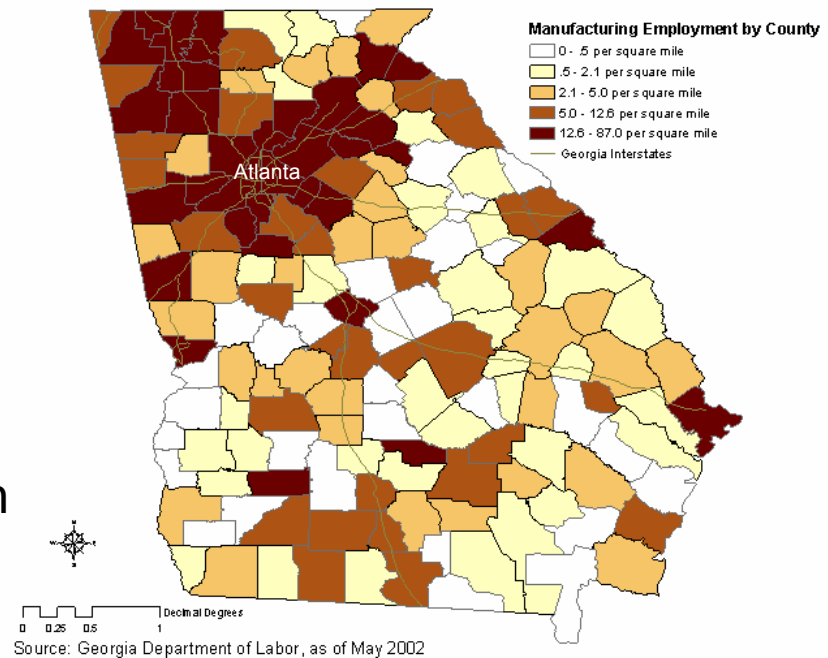 Manufacturing Employment by County
0 - .5 per square mile
.5 - 2.1 per square mile
2.1 - 5.0 per square mile
5.0 - 12.6 per square mile
12.6 - 87.0 per square mile
Georgia Interstates
Atlanta
n
N
W E
S
Decimal Degrees
0 0.25 0.5 1
Source: Georgia Department of Labor, as of May 2002